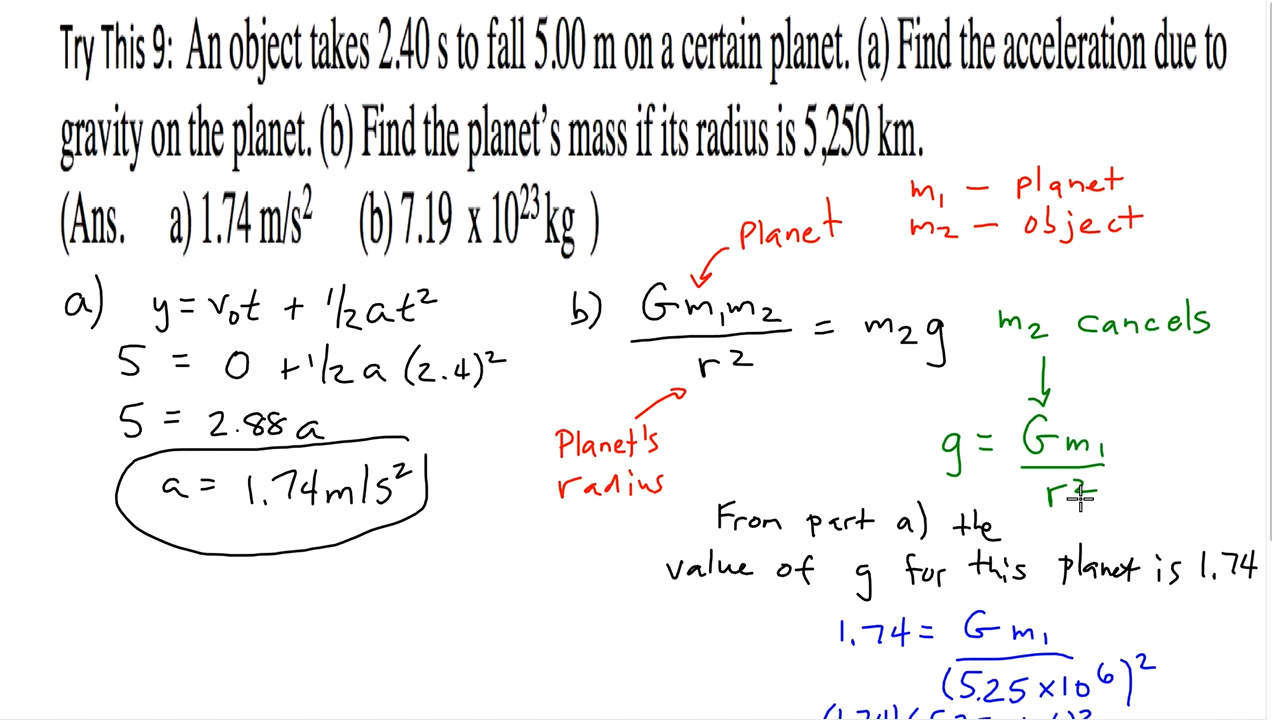 Try This 9: An object takes 2.40 s to fall 5.00 m on a certain planet. (a) Find the acceleration due to
gravity on the planet. (b) Find the planet's mass if its radius is 5,250 km.
(Ans. a) 1.74 m/s² (b) 7.19 x 10²³ kg )
m₁ – planet
m₂ – object
Planet
a) y = v₀t + 1/2 at²
5 = 0 + 1/2 a (2.4)²
5 = 2.88 a
a = 1.74 m/s²
b) Gm₁m₂ / r² = m₂g
Planet's
radius
m₂ cancels
g = Gm₁ / r²
From part a) the
value of g for this planet is 1.74
1.74 = Gm₁ / (5.25 x 10⁶)²